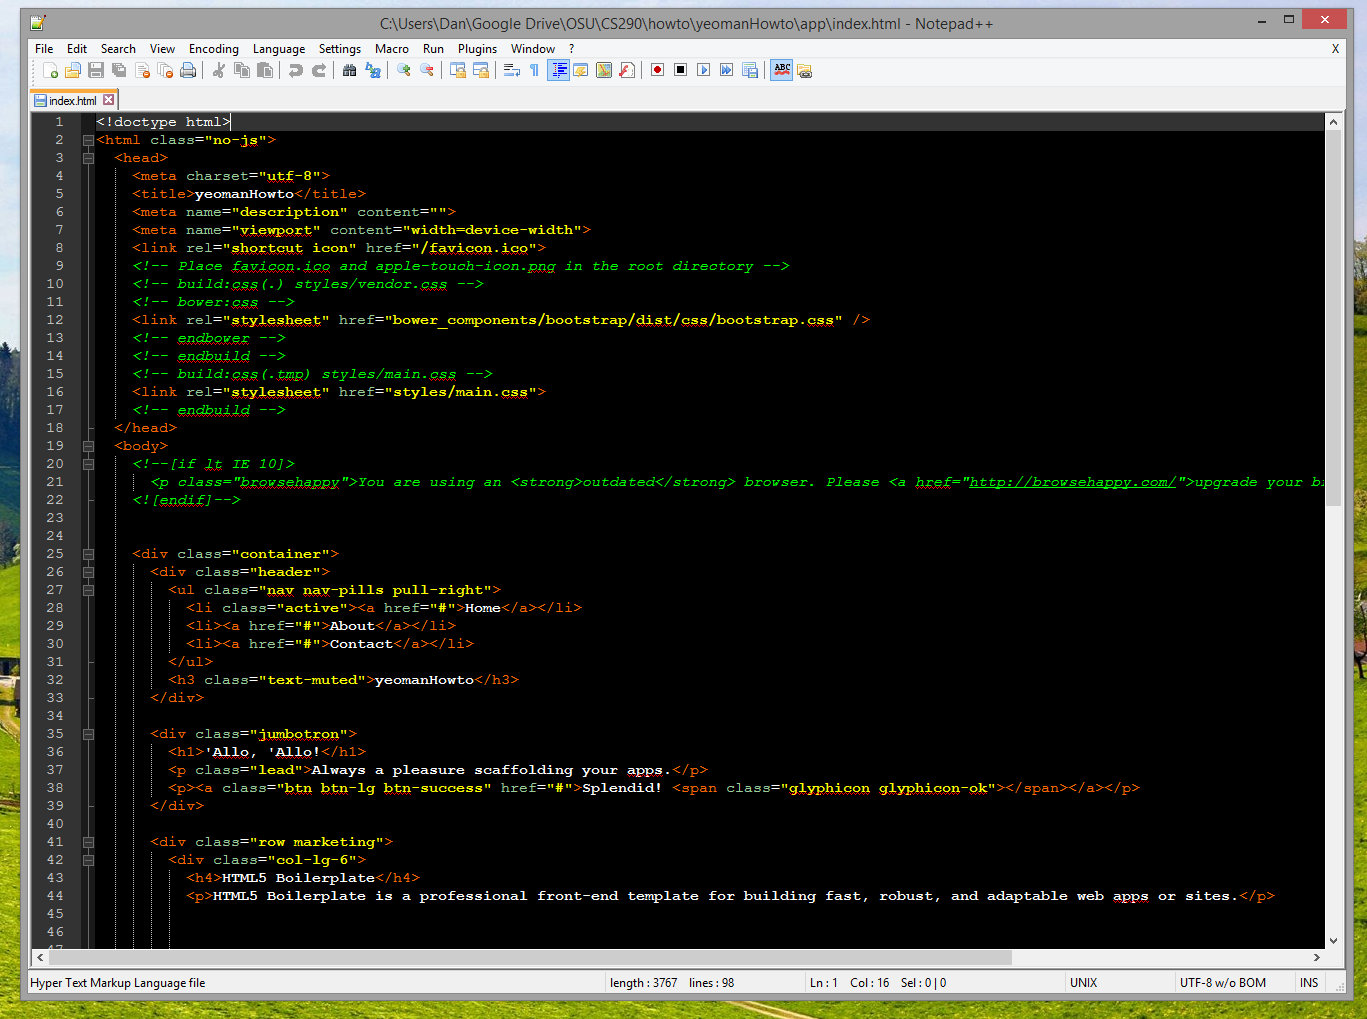 C:\Users\Dan\Google Drive\OSU\CS290\howto\yeomanHowto\app\index.html - Notepad++
File Edit Search View Encoding Language Settings Macro Run Plugins Window ? X
ABC
index.html
1 <!doctype html>
2 <html class="no-js">
3 <head>
4 <meta charset="utf-8">
5 <title>yeomanHowto</title>
6 <meta name="description" content="">
7 <meta name="viewport" content="width=device-width">
8 <link rel="shortcut icon" href="/favicon.ico">
9 <!-- Place favicon.ico and apple-touch-icon.png in the root directory -->
10 <!-- build:css(.) styles/vendor.css -->
11 <!-- bower:css -->
12 <link rel="stylesheet" href="bower_components/bootstrap/dist/css/bootstrap.css" />
13 <!-- endbower -->
14 <!-- endbuild -->
15 <!-- build:css(.tmp) styles/main.css -->
16 <link rel="stylesheet" href="styles/main.css">
17 <!-- endbuild -->
18 </head>
19 <body>
20 <!--[if lt IE 10]>
21 <p class="browsehappy">You are using an <strong>outdated</strong> browser. Please <a href="http://browsehappy.com/">upgrade your
22 <![endif]-->
23
24
25 <div class="container">
26 <div class="header">
27 <ul class="nav nav-pills pull-right">
28 <li class="active"><a href="#">Home</a></li>
29 <li><a href="#">About</a></li>
30 <li><a href="#">Contact</a></li>
31 </ul>
32 <h3 class="text-muted">yeomanHowto</h3>
33 </div>
34
35 <div class="jumbotron">
36 <h1>'Allo, 'Allo!</h1>
37 <p class="lead">Always a pleasure scaffolding your apps.</p>
38 <p><a class="btn btn-lg btn-success" href="#">Splendid! <span class="glyphicon glyphicon-ok"></span></a></p>
39 </div>
40
41 <div class="row marketing">
42 <div class="col-lg-6">
43 <h4>HTML5 Boilerplate</h4>
44 <p>HTML5 Boilerplate is a professional front-end template for building fast, robust, and adaptable web apps or sites.</p>
45
46
Hyper Text Markup Language file length : 3767 lines : 98 Ln : 1 Col : 16 Sel : 0 | 0 UNIX UTF-8 w/o BOM INS